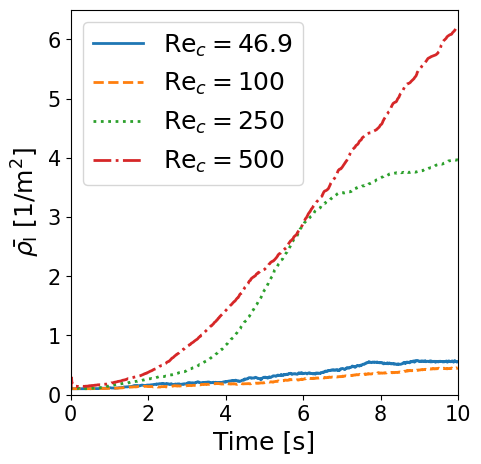 Re_c = 46.9
Re_c = 100
Re_c = 250
Re_c = 500
6
5
4
3
2
1
0
ρ̄_l [1/m²]
0 2 4 6 8 10
Time [s]